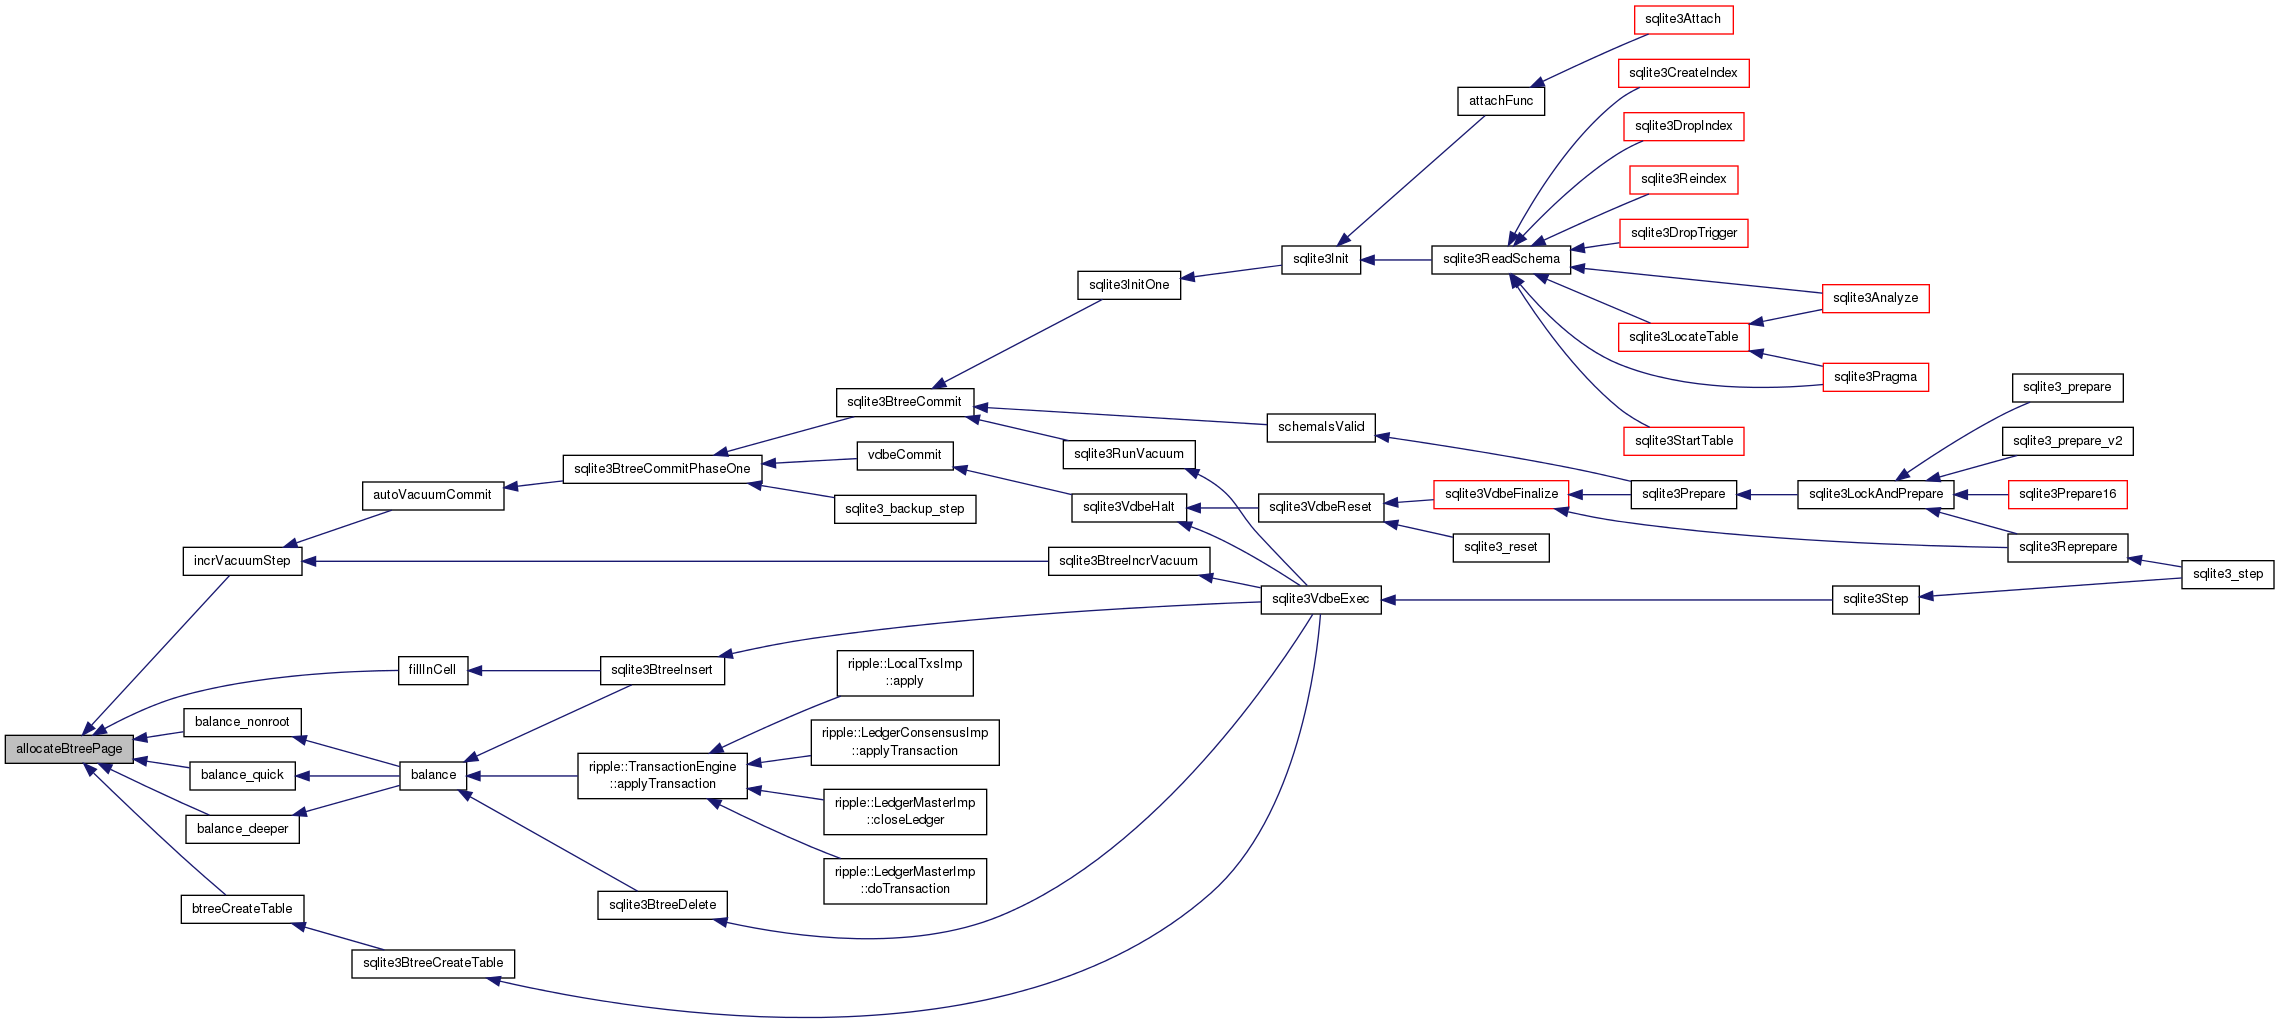 sqlite3Attach
sqlite3CreateIndex
attachFunc
sqlite3DropIndex
sqlite3Reindex
sqlite3DropTrigger
sqlite3Init
sqlite3ReadSchema
sqlite3InitOne
sqlite3Analyze
sqlite3LocateTable
sqlite3Pragma
sqlite3_prepare
sqlite3BtreeCommit
schemaIsValid
sqlite3StartTable
sqlite3_prepare_v2
vdbeCommit
sqlite3RunVacuum
sqlite3BtreeCommitPhaseOne
autoVacuumCommit
sqlite3VdbeFinalize
sqlite3Prepare
sqlite3LockAndPrepare
sqlite3Prepare16
sqlite3_backup_step
sqlite3VdbeHalt
sqlite3VdbeReset
sqlite3_reset
sqlite3Reprepare
incrVacuumStep
sqlite3BtreeIncrVacuum
sqlite3_step
sqlite3VdbeExec
sqlite3Step
fillInCell
sqlite3BtreeInsert
ripple::LocalTxsImp
::apply
balance_nonroot
ripple::LedgerConsensusImp
::applyTransaction
allocateBtreePage
balance_quick
balance
ripple::TransactionEngine
::applyTransaction
ripple::LedgerMasterImp
::closeLedger
balance_deeper
ripple::LedgerMasterImp
::doTransaction
btreeCreateTable
sqlite3BtreeDelete
sqlite3BtreeCreateTable